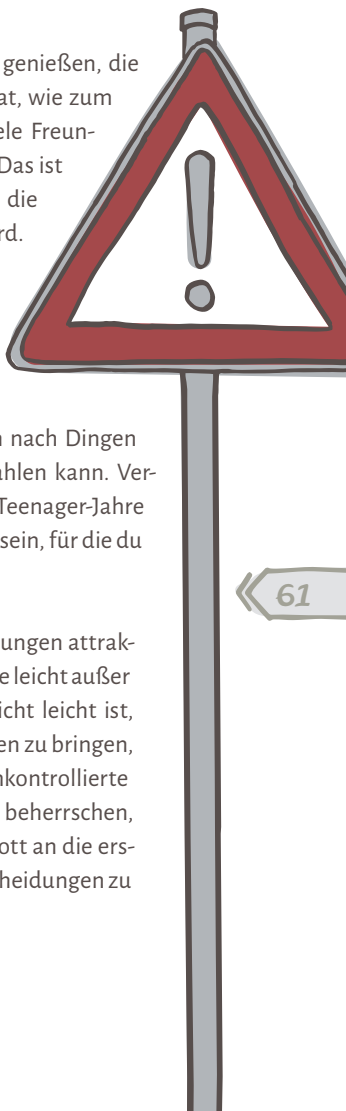 genießen, die
at, wie zum
ele Freun-
Das ist
die
rd.
n nach Dingen
ahlen kann. Ver-
Teenager-Jahre
sein, für die du
61
ungen attrak-
e leicht außer
icht leicht ist,
en zu bringen,
nkontrollierte
beherrschen,
ott an die ers-
cheidungen zu